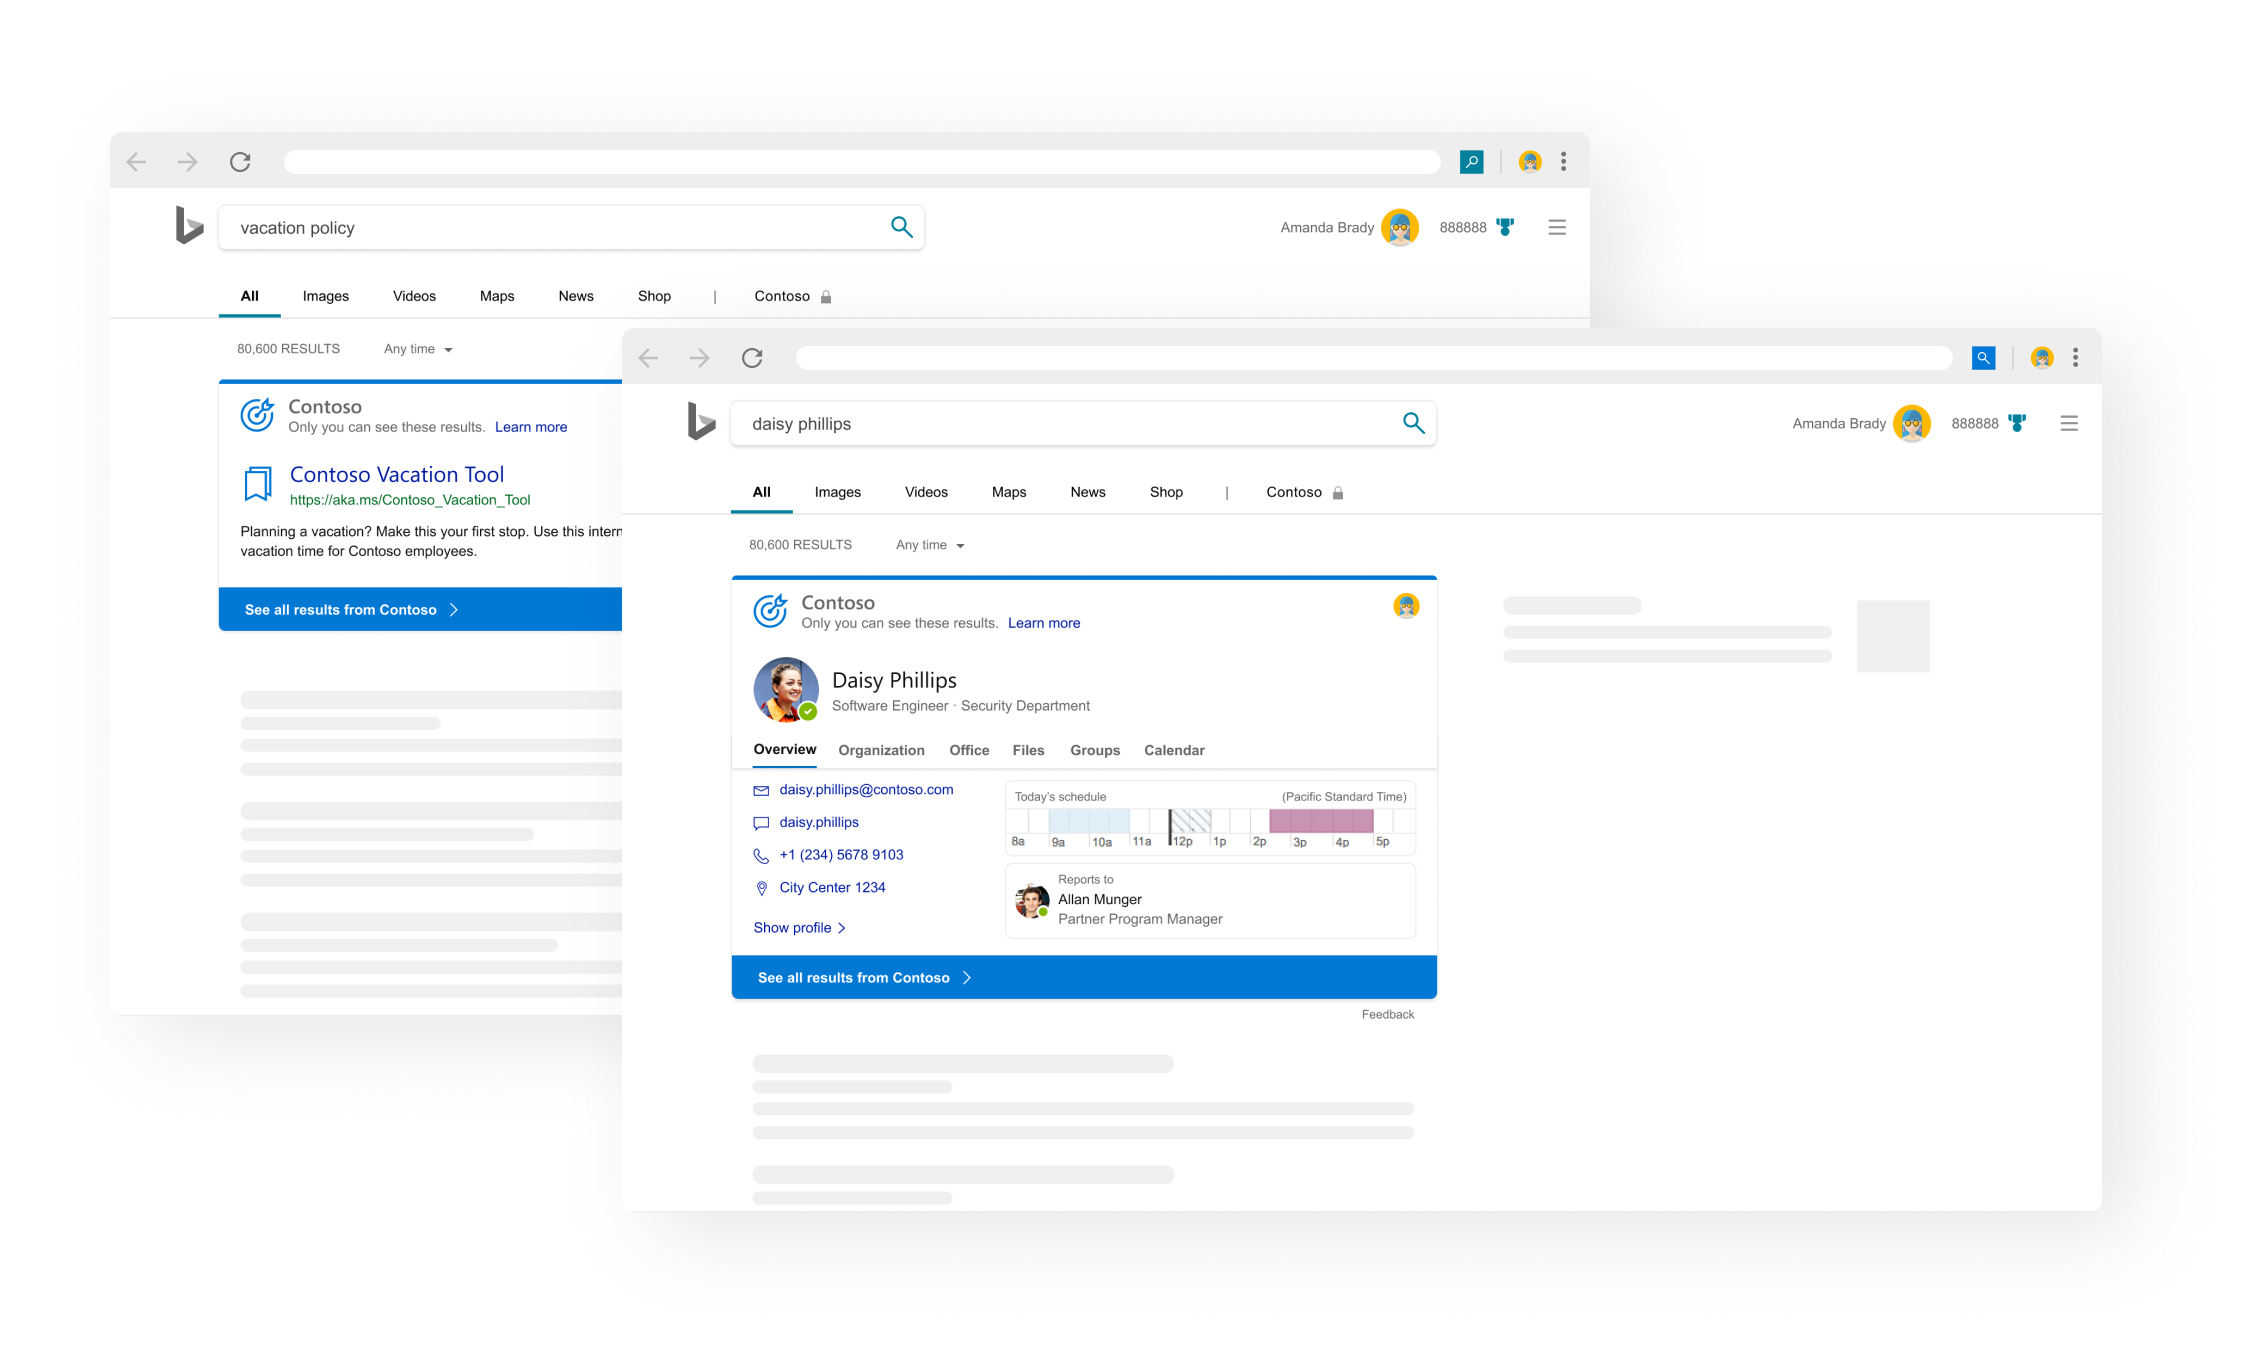 vacation policy
Amanda Brady 888888
All Images Videos Maps News Shop | Contoso
80,600 RESULTS Any time
Contoso
Only you can see these results. Learn more
Contoso Vacation Tool
https://aka.ms/Contoso_Vacation_Tool
Planning a vacation? Make this your first stop. Use this intern
vacation time for Contoso employees.
See all results from Contoso
daisy phillips
Amanda Brady 888888
All Images Videos Maps News Shop | Contoso
80,600 RESULTS Any time
Contoso
Only you can see these results. Learn more
Daisy Phillips
Software Engineer · Security Department
Overview Organization Office Files Groups Calendar
daisy.phillips@contoso.com
daisy.phillips
+1 (234) 5678 9103
City Center 1234
Show profile
Today's schedule (Pacific Standard Time)
8a 9a 10a 11a 12p 1p 2p 3p 4p 5p
Reports to
Allan Munger
Partner Program Manager
See all results from Contoso
Feedback